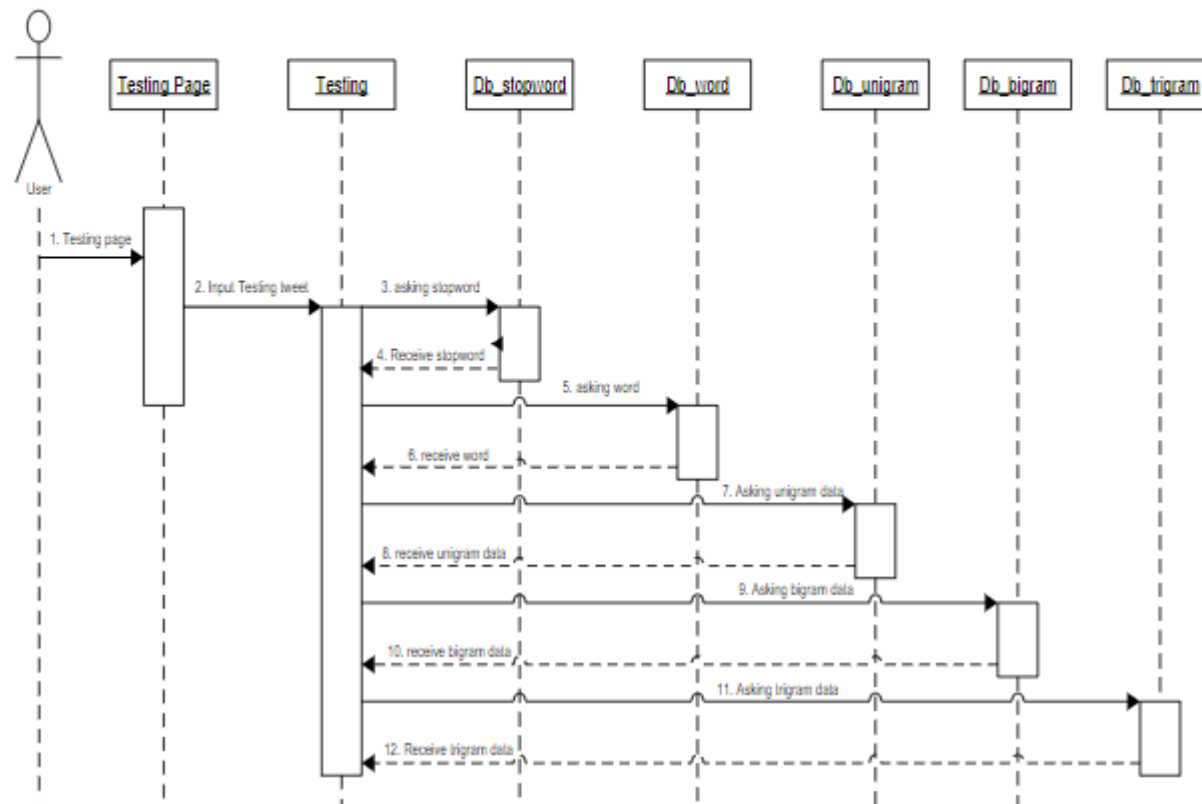 Testing Page
Testing
Db_stopword
Db_word
Db_unigram
Db_bigram
Db_trigram
User
1. Testing page
2. Input Testing tweet
3. asking stopword
4. Receive stopword
5. asking word
6. receive word
7. Asking unigram data
8. receive unigram data
9. Asking bigram data
10. receive bigram data
11. Asking trigram data
12. Receive trigram data